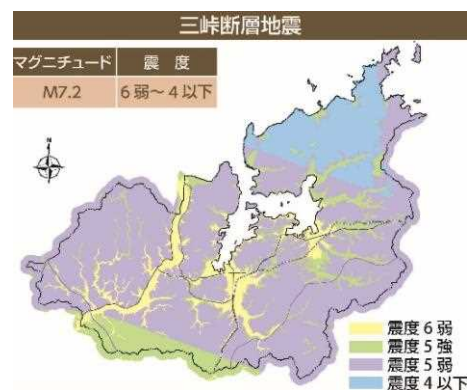 三峠断層地震
マグニチュード 震度
M7.2 6弱～4以下
N
震度6弱
震度5強
震度5弱
震度4以下